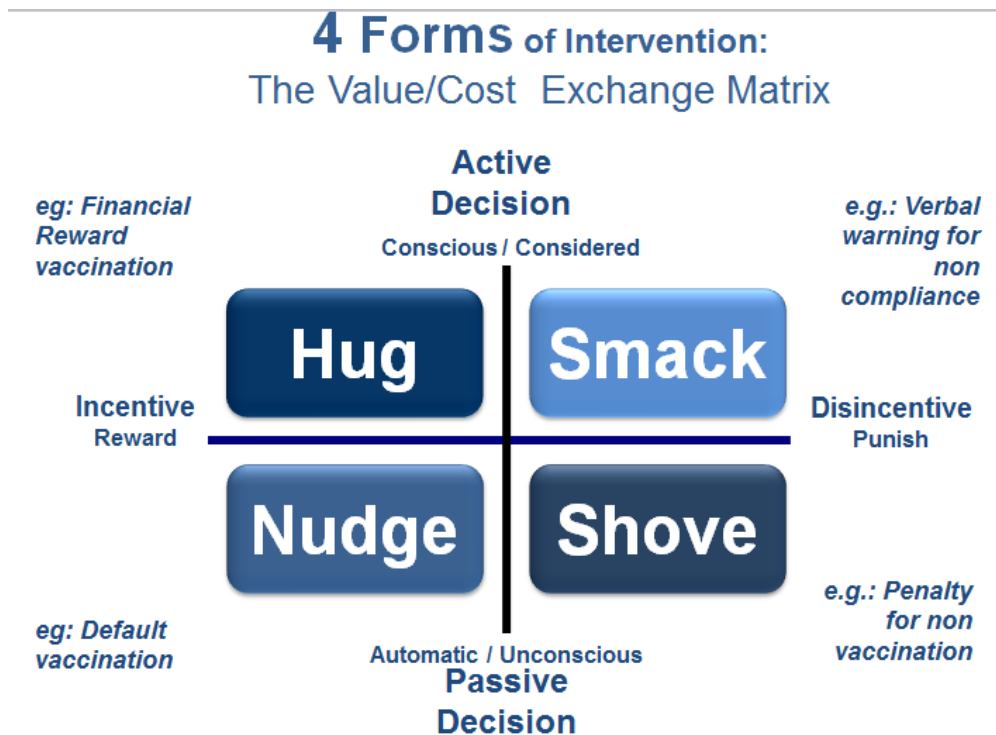 4 Forms of Intervention:
The Value/Cost Exchange Matrix
Active
Decision
Conscious / Considered
eg: Financial
Reward
vaccination
e.g.: Verbal
warning for
non
compliance
Hug
Smack
Incentive
Reward
Disincentive
Punish
Nudge
Shove
eg: Default
vaccination
e.g.: Penalty
for non
vaccination
Automatic / Unconscious
Passive
Decision